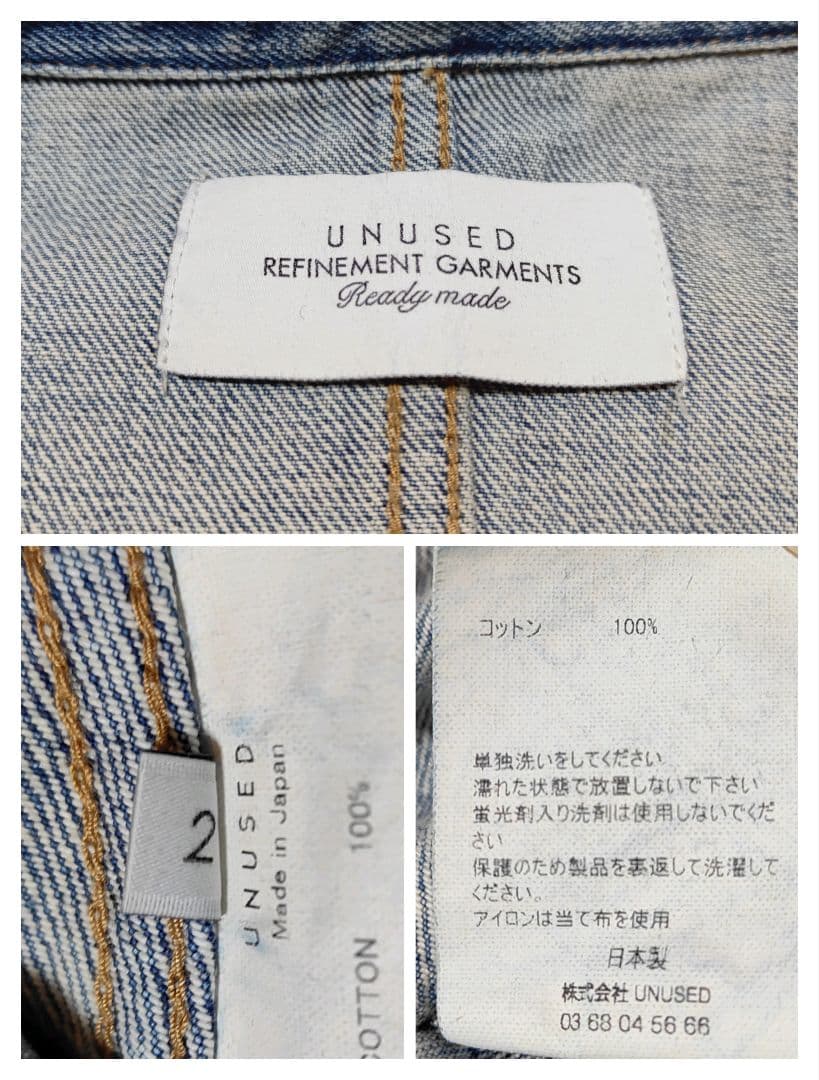 UNUSED
REFINEMENT GARMENTS
Ready made
2
UNUSED
Made in Japan
COTTON 100%
コットン 100%
単独洗いをしてください
濡れた状態で放置しないで下さい
蛍光剤入り洗剤は使用しないでくだ
さい
保護のため製品を裏返して洗濯して
ください。
アイロンは当て布を使用
日本製
株式会社 UNUSED
03 68 04 56 66